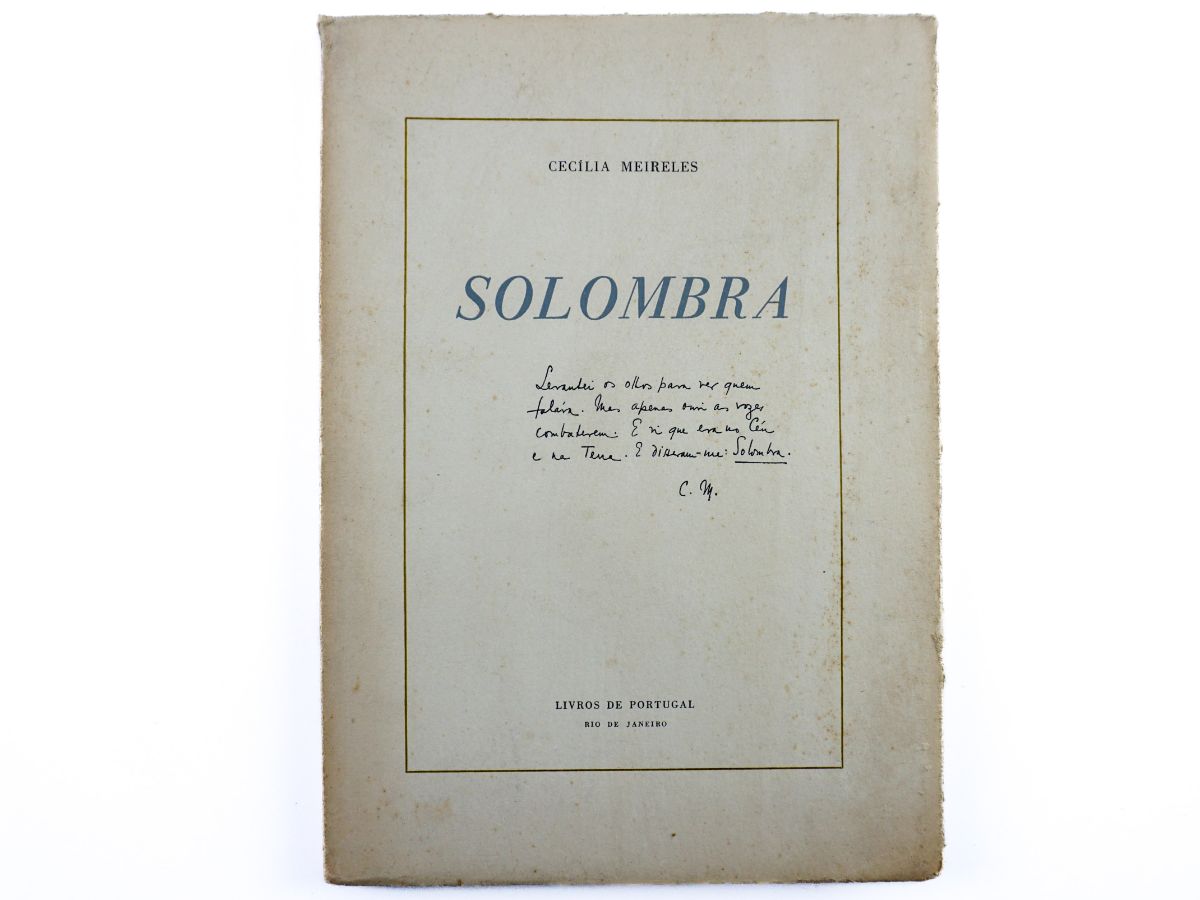 CECÍLIA MEIRELES
SOLOMBRA
Levantei os olhos para ver quem
falára. Mas apenas ouvi as vozes
combaterem. E vi que era no Céu
e na Terra. E disseram-me: Solombra.
C. M.
LIVROS DE PORTUGAL
RIO DE JANEIRO